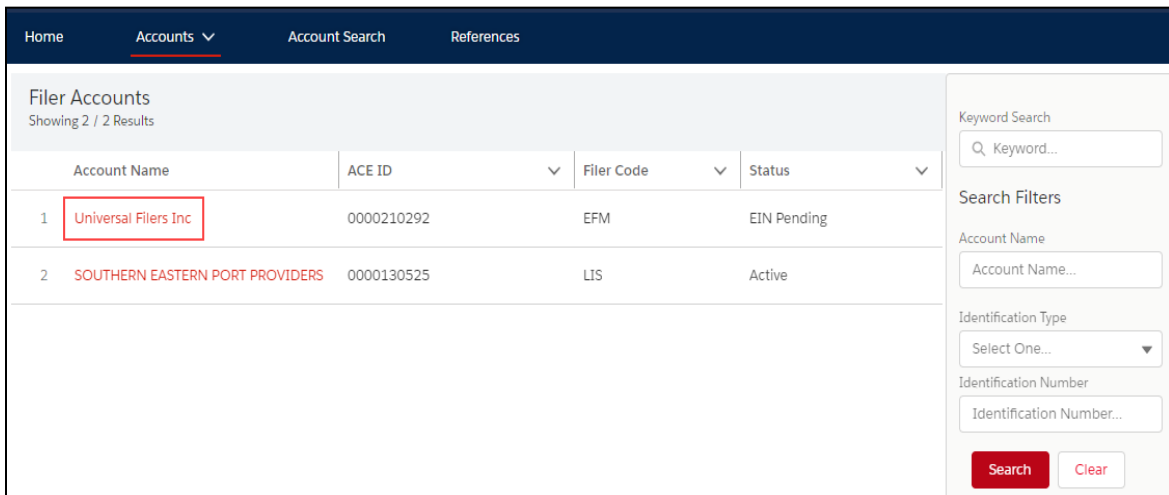 Home Accounts Account Search References
Filer Accounts
Showing 2 / 2 Results
Account Name ACE ID Filer Code Status
1 Universal Filers Inc 0000210292 EFM EIN Pending
2 SOUTHERN EASTERN PORT PROVIDERS 0000130525 LIS Active
Keyword Search
Keyword...
Search Filters
Account Name
Account Name...
Identification Type
Select One...
Identification Number
Identification Number...
Search Clear